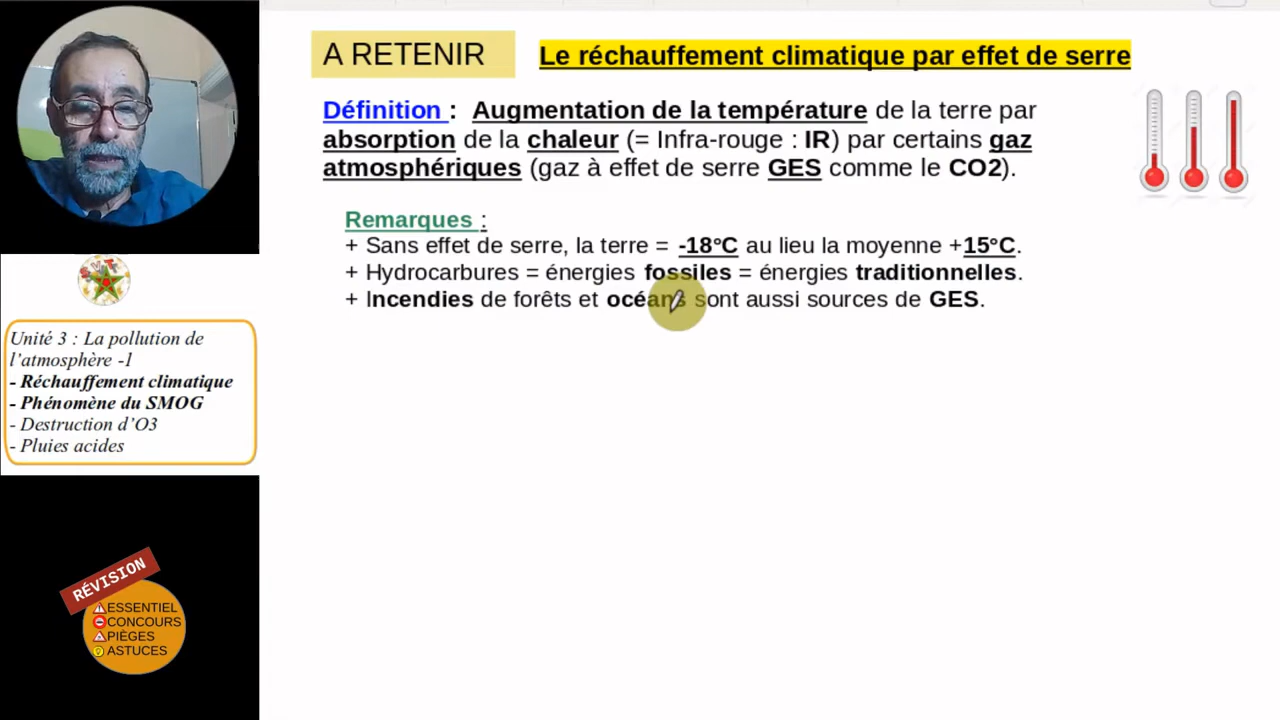 A RETENIR
Le réchauffement climatique par effet de serre
Définition : Augmentation de la température de la terre par
absorption de la chaleur (= Infra-rouge : IR) par certains gaz
atmosphériques (gaz à effet de serre GES comme le CO2).
Remarques :
+ Sans effet de serre, la terre = -18°C au lieu la moyenne +15°C.
+ Hydrocarbures = énergies fossiles = énergies traditionnelles.
+ Incendies de forêts et océans sont aussi sources de GES.
SVT
Unité 3 : La pollution de
l'atmosphère -1
- Réchauffement climatique
- Phénomène du SMOG
- Destruction d'O3
- Pluies acides
RÉVISION
ESSENTIEL
CONCOURS
PIÈGES
ASTUCES